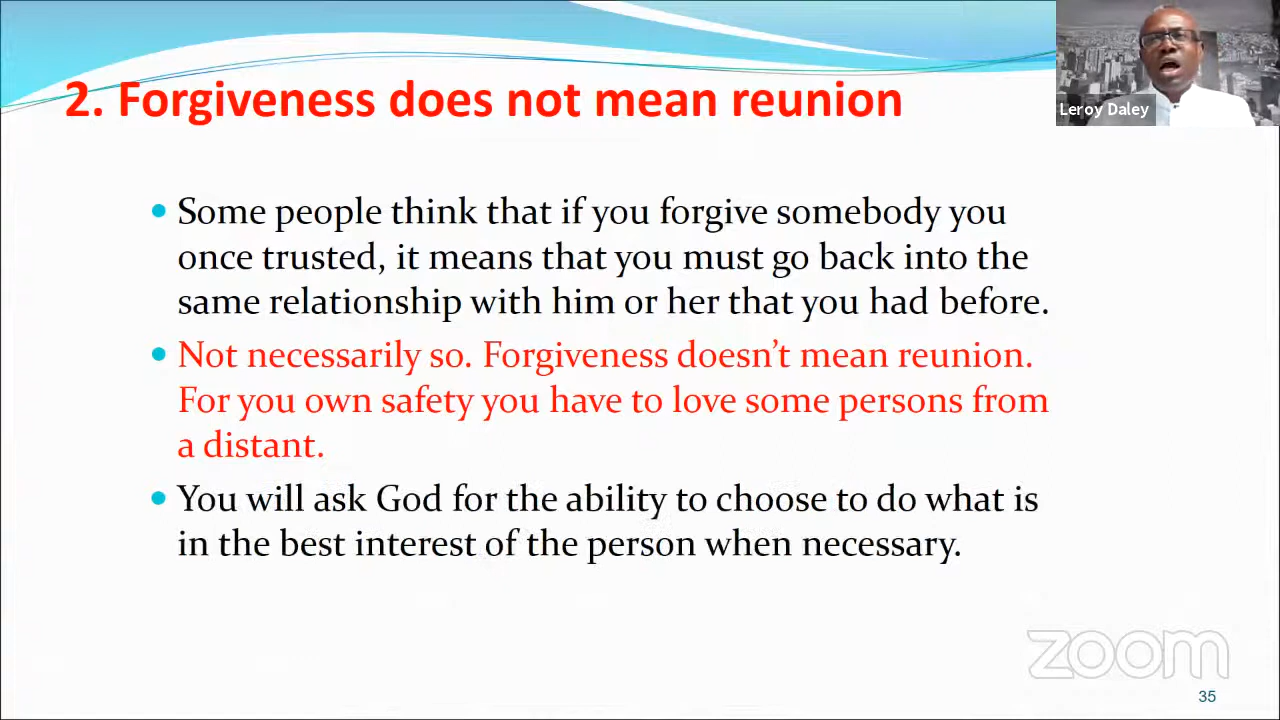 2. Forgiveness does not mean reunion
Leroy Daley
Some people think that if you forgive somebody you
once trusted, it means that you must go back into the
same relationship with him or her that you had before.
Not necessarily so. Forgiveness doesn’t mean reunion.
For you own safety you have to love some persons from
a distant.
You will ask God for the ability to choose to do what is
in the best interest of the person when necessary.
zoom
35